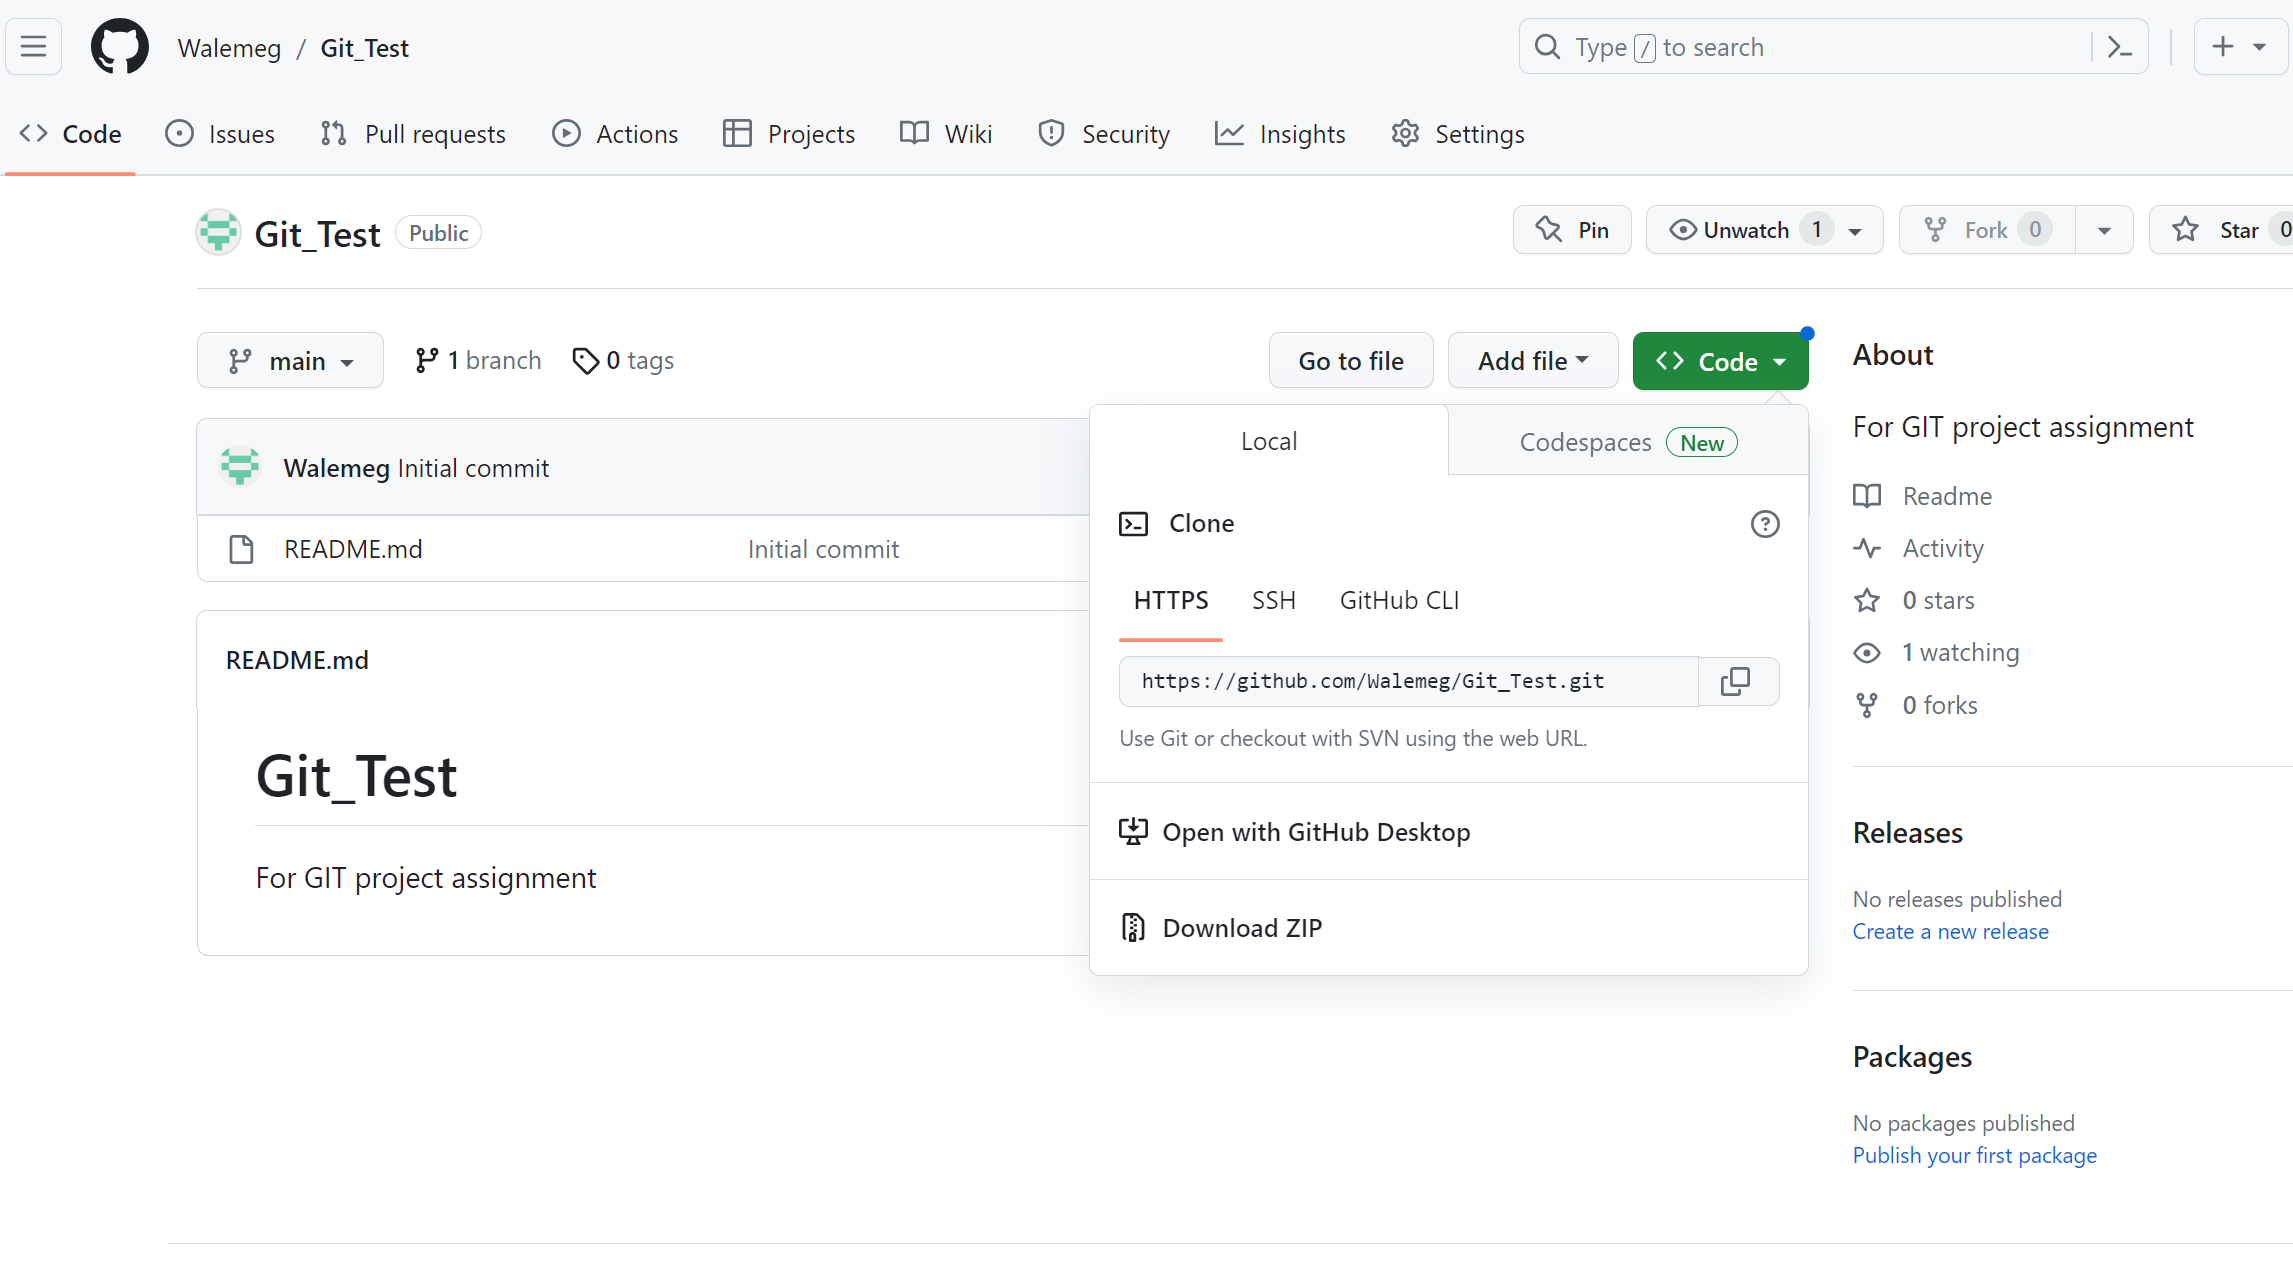 Walemeg / Git_Test
Type / to search
Code Issues Pull requests Actions Projects Wiki Security Insights Settings
Git_Test Public
Pin Unwatch 1 Fork 0 Star 0
main 1 branch 0 tags
Go to file Add file Code
Walemeg Initial commit
README.md Initial commit
README.md
Git_Test
For GIT project assignment
Local Codespaces New
Clone
HTTPS SSH GitHub CLI
https://github.com/Walemeg/Git_Test.git
Use Git or checkout with SVN using the web URL.
Open with GitHub Desktop
Download ZIP
About
For GIT project assignment
Readme
Activity
0 stars
1 watching
0 forks
Releases
No releases published
Create a new release
Packages
No packages published
Publish your first package